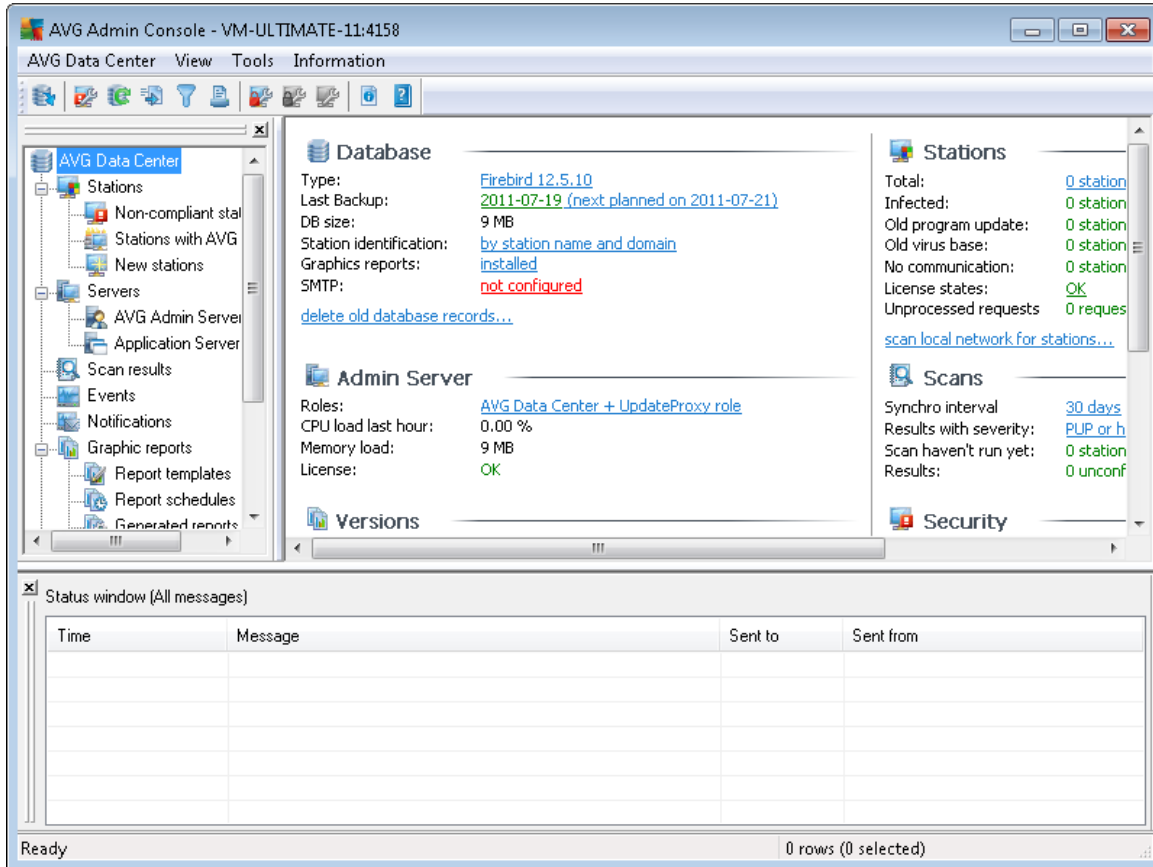 AVG Admin Console - VM-ULTIMATE-11:4158
AVG Data Center View Tools Information
AVG Data Center
Stations
Non-compliant stat
Stations with AVG
New stations
Servers
AVG Admin Server
Application Server
Scan results
Events
Notifications
Graphic reports
Report templates
Report schedules
Generated reports
Database
Type: Firebird 12.5.10
Last Backup: 2011-07-19 (next planned on 2011-07-21)
DB size: 9 MB
Station identification: by station name and domain
Graphics reports: installed
SMTP: not configured
delete old database records...
Admin Server
Roles: AVG Data Center + UpdateProxy role
CPU load last hour: 0.00 %
Memory load: 9 MB
License: OK
Versions
Stations
Total: 0 station
Infected: 0 station
Old program update: 0 station
Old virus base: 0 station
No communication: 0 station
License states: OK
Unprocessed requests 0 reques
scan local network for stations...
Scans
Synchro interval 30 days
Results with severity: PUP or h
Scan haven't run yet: 0 station
Results: 0 unconf
Security
Status window (All messages)
Time Message Sent to Sent from
Ready 0 rows (0 selected)